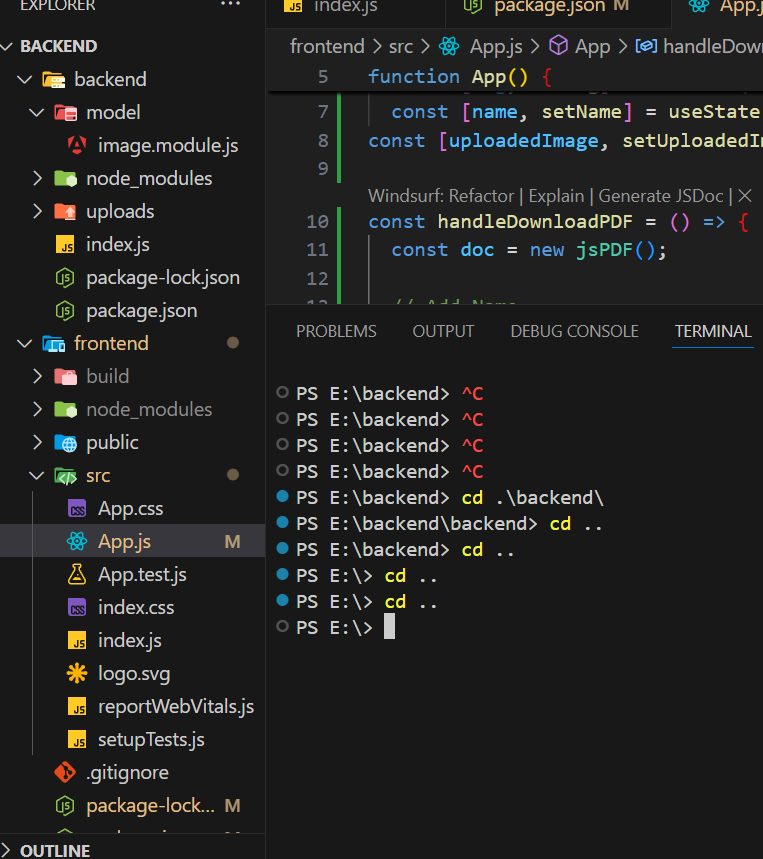 EXPLORER ...
BACKEND
backend
model
image.module.js
node_modules
uploads
index.js
package-lock.json
package.json
frontend
build
node_modules
public
src
App.css
App.js M
App.test.js
index.css
index.js
logo.svg
reportWebVitals.js
setupTests.js
.gitignore
package-lock... M
OUTLINE
index.js package.json M App.j
frontend > src > App.js > App > handleDow
5 function App() {
7 const [name, setName] = useState
8 const [uploadedImage, setUploadedIm
9
Windsurf: Refactor | Explain | Generate JSDoc | X
10 const handleDownloadPDF = () => {
11 const doc = new jsPDF();
12
13 // Add Name
PROBLEMS OUTPUT DEBUG CONSOLE TERMINAL
PS E:\backend> ^C
PS E:\backend> ^C
PS E:\backend> ^C
PS E:\backend> ^C
PS E:\backend> cd .\backend\
PS E:\backend\backend> cd ..
PS E:\backend> cd ..
PS E:\> cd ..
PS E:\> cd ..
PS E:\>